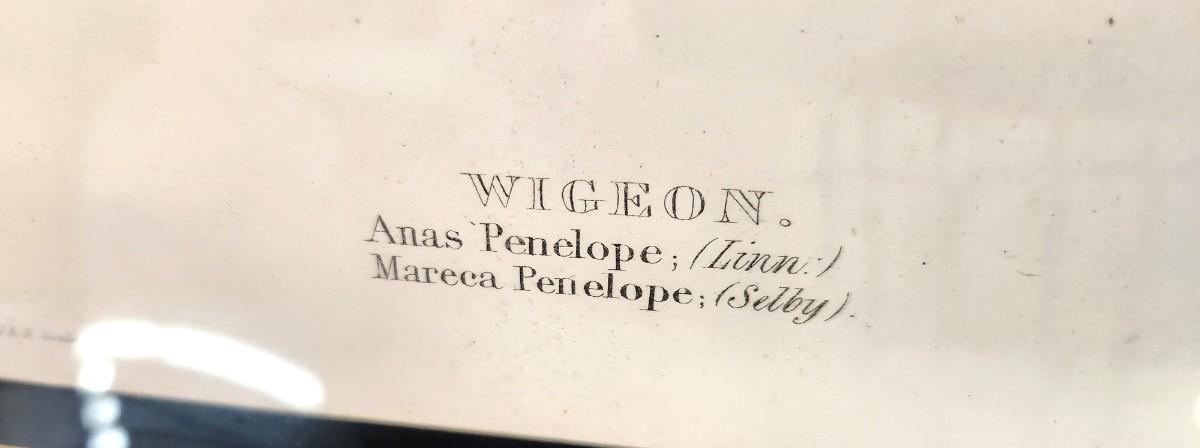 WIGEON.
Anas Penelope; (Linn:)
Mareca Penelope; (Selby).